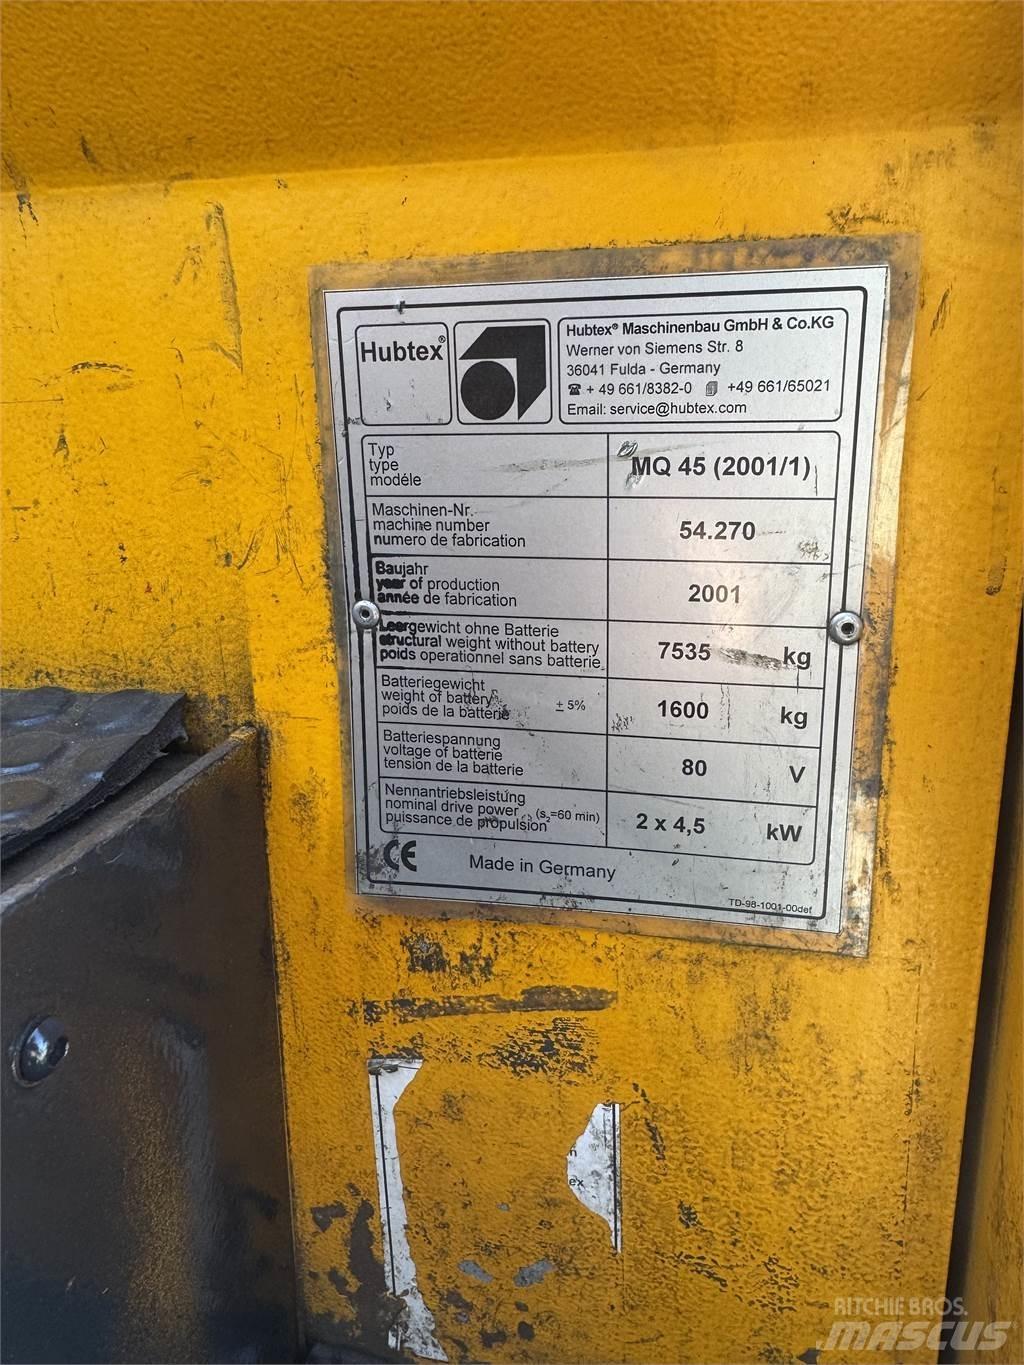 Hubtex®
Hubtex® Maschinenbau GmbH & Co.KG
Werner von Siemens Str. 8
36041 Fulda - Germany
☎ + 49 661/8382-0 +49 661/65021
Email: service@hubtex.com
Typ
type
modéle
MQ 45 (2001/1)
Maschinen-Nr.
machine number
numero de fabrication
54.270
Baujahr
year of production
année de fabrication
2001
Leergewicht ohne Batterie
structural weight without battery
poids operationnel sans batterie
7535 kg
Batteriegewicht
weight of battery
poids de la batterie
± 5%
1600 kg
Batteriespannung
voltage of batterie
tension de la batterie
80 V
Nennantriebsleistung
nominal drive power (s₂=60 min)
puissance de propulsion
2 x 4,5 kW
CE
Made in Germany
TD-98-1001-00def
ex
RITCHIE BROS.
MASCUS